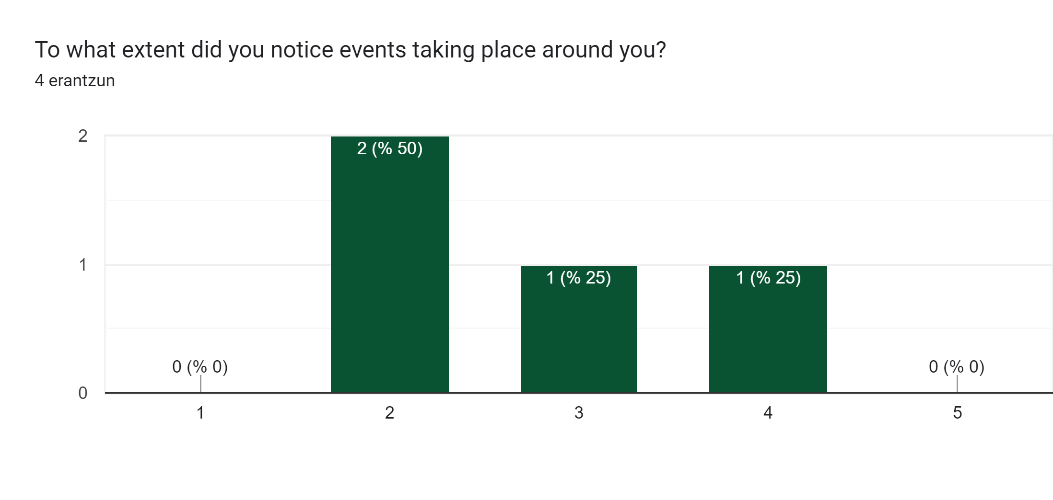 To what extent did you notice events taking place around you?
4 erantzun
2
2 (% 50)
1
1 (% 25)
1 (% 25)
0 (% 0)
0 (% 0)
0
1
2
3
4
5